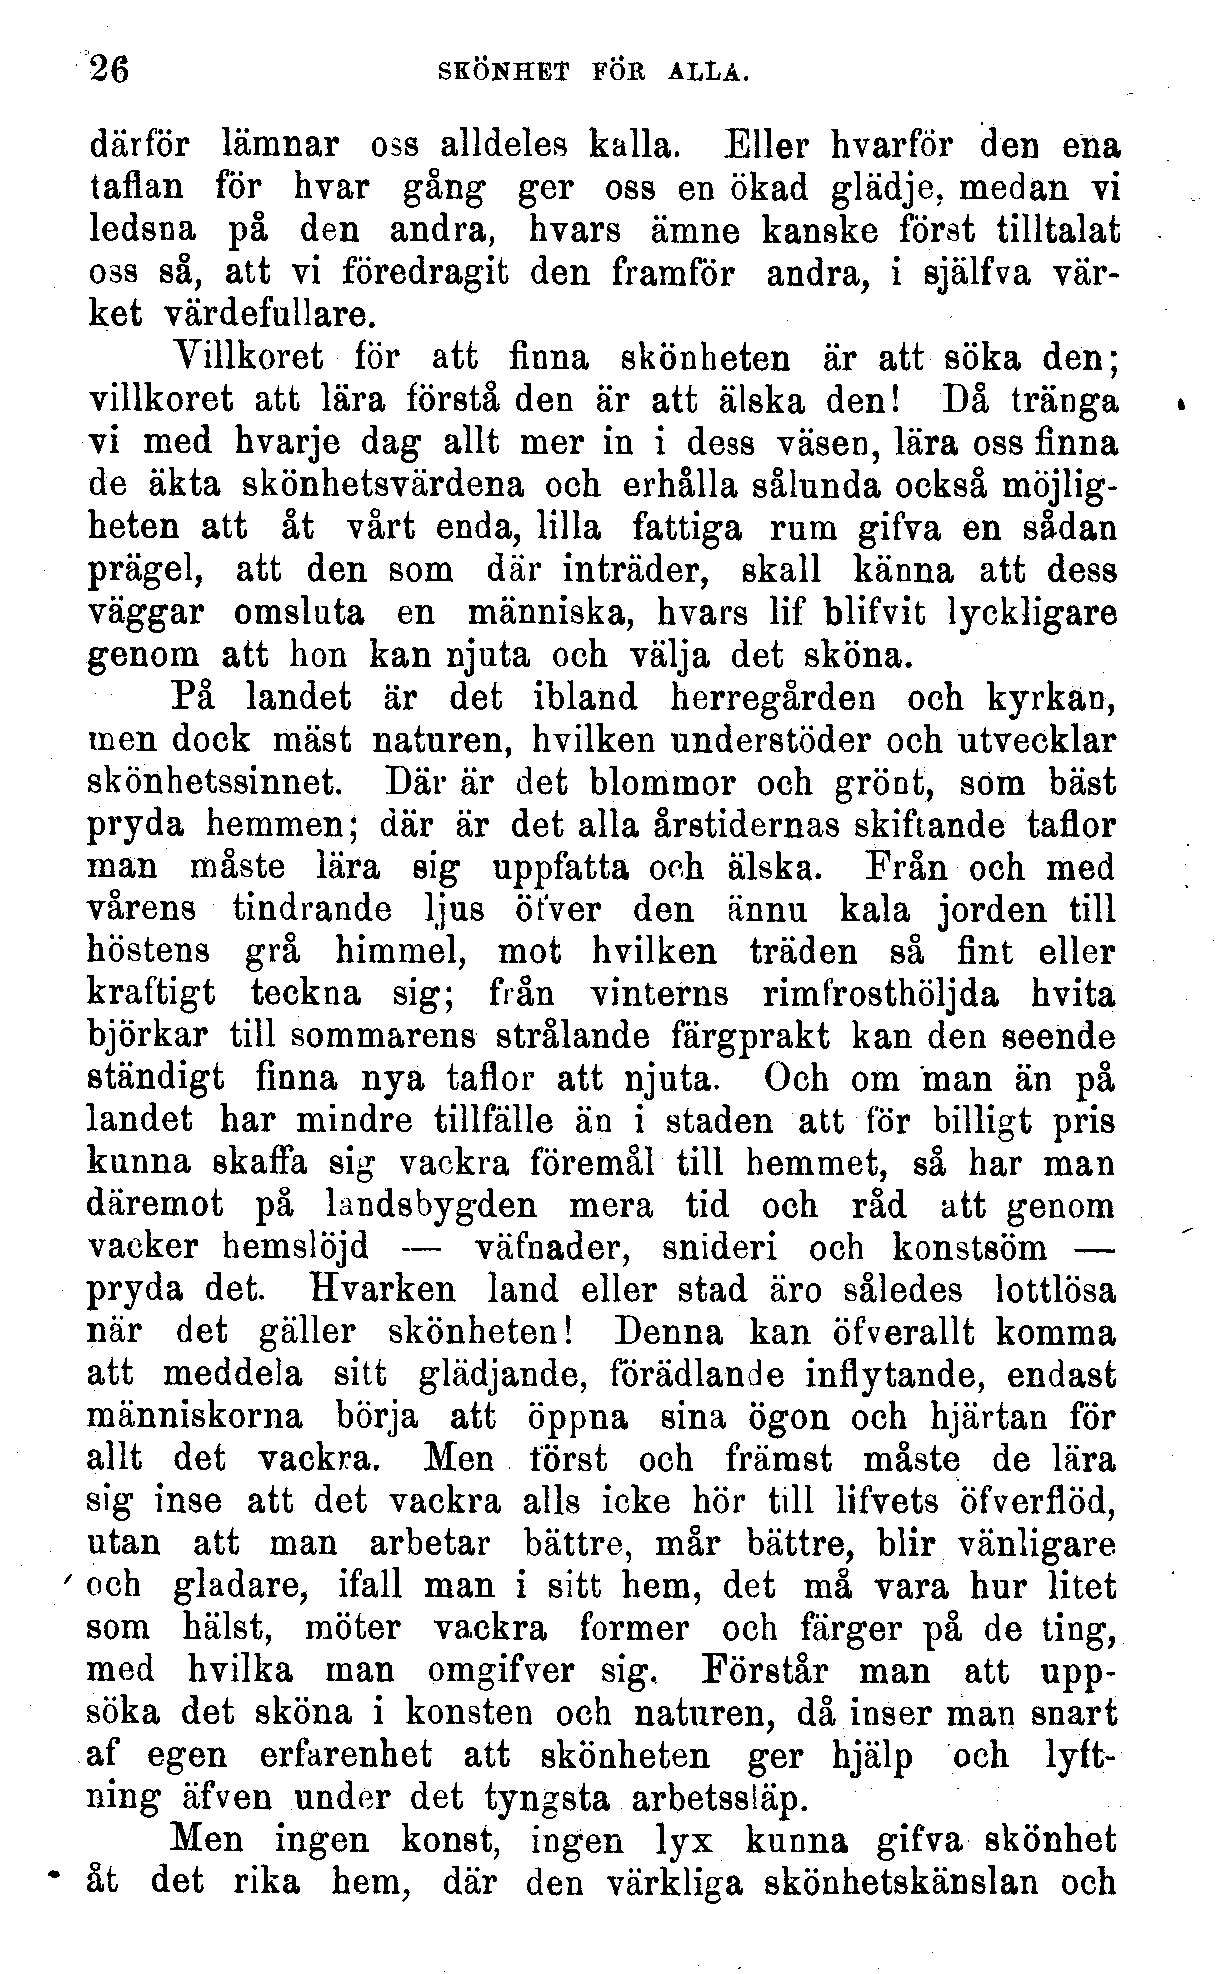 26 SKÖNHET FÖR ALLA.
därför lämnar oss alldeles kalla. Eller hvarför den ena
taflan för hvar gång ger oss en ökad glädje, medan vi
ledsna på den andra, hvars ämne kanske först tilltalat
oss så, att vi föredragit den framför andra, i själfva vär-
ket värdefullare.
Villkoret för att finna skönheten är att söka den;
villkoret att lära förstå den är att älska den! Då tränga
vi med hvarje dag allt mer in i dess väsen, lära oss finna
de äkta skönhetsvärdena och erhålla sålunda också möjlig-
heten att åt vårt enda, lilla fattiga rum gifva en sådan
prägel, att den som där inträder, skall känna att dess
väggar omsluta en människa, hvars lif blifvit lyckligare
genom att hon kan njuta och välja det sköna.
På landet är det ibland herregården och kyrkan,
men dock mäst naturen, hvilken understöder och utvecklar
skönhetssinnet. Där är det blommor och grönt, som bäst
pryda hemmen; där är det alla årstidernas skiftande taflor
man måste lära sig uppfatta och älska. Från och med
vårens tindrande ljus öfver den ännu kala jorden till
höstens grå himmel, mot hvilken träden så fint eller
kraftigt teckna sig; från vinterns rimfrosthöljda hvita
björkar till sommarens strålande färgprakt kan den seende
ständigt finna nya taflor att njuta. Och om man än på
landet har mindre tillfälle än i staden att för billigt pris
kunna skaffa sig vackra föremål till hemmet, så har man
däremot på landsbygden mera tid och råd att genom
vacker hemslöjd — väfnader, snideri och konstsöm —
pryda det. Hvarken land eller stad äro således lottlösa
när det gäller skönheten! Denna kan öfverallt komma
att meddela sitt glädjande, förädlande inflytande, endast
människorna börja att öppna sina ögon och hjärtan för
allt det vackra. Men först och främst måste de lära
sig inse att det vackra alls icke hör till lifvets öfverflöd,
utan att man arbetar bättre, mår bättre, blir vänligare
och gladare, ifall man i sitt hem, det må vara hur litet
som hälst, möter vackra former och färger på de ting,
med hvilka man omgifver sig. Förstår man att upp-
söka det sköna i konsten och naturen, då inser man snart
af egen erfarenhet att skönheten ger hjälp och lyft-
ning äfven under det tyngsta arbetssläp.
Men ingen konst, ingen lyx kunna gifva skönhet
åt det rika hem, där den värkliga skönhetskänslan och